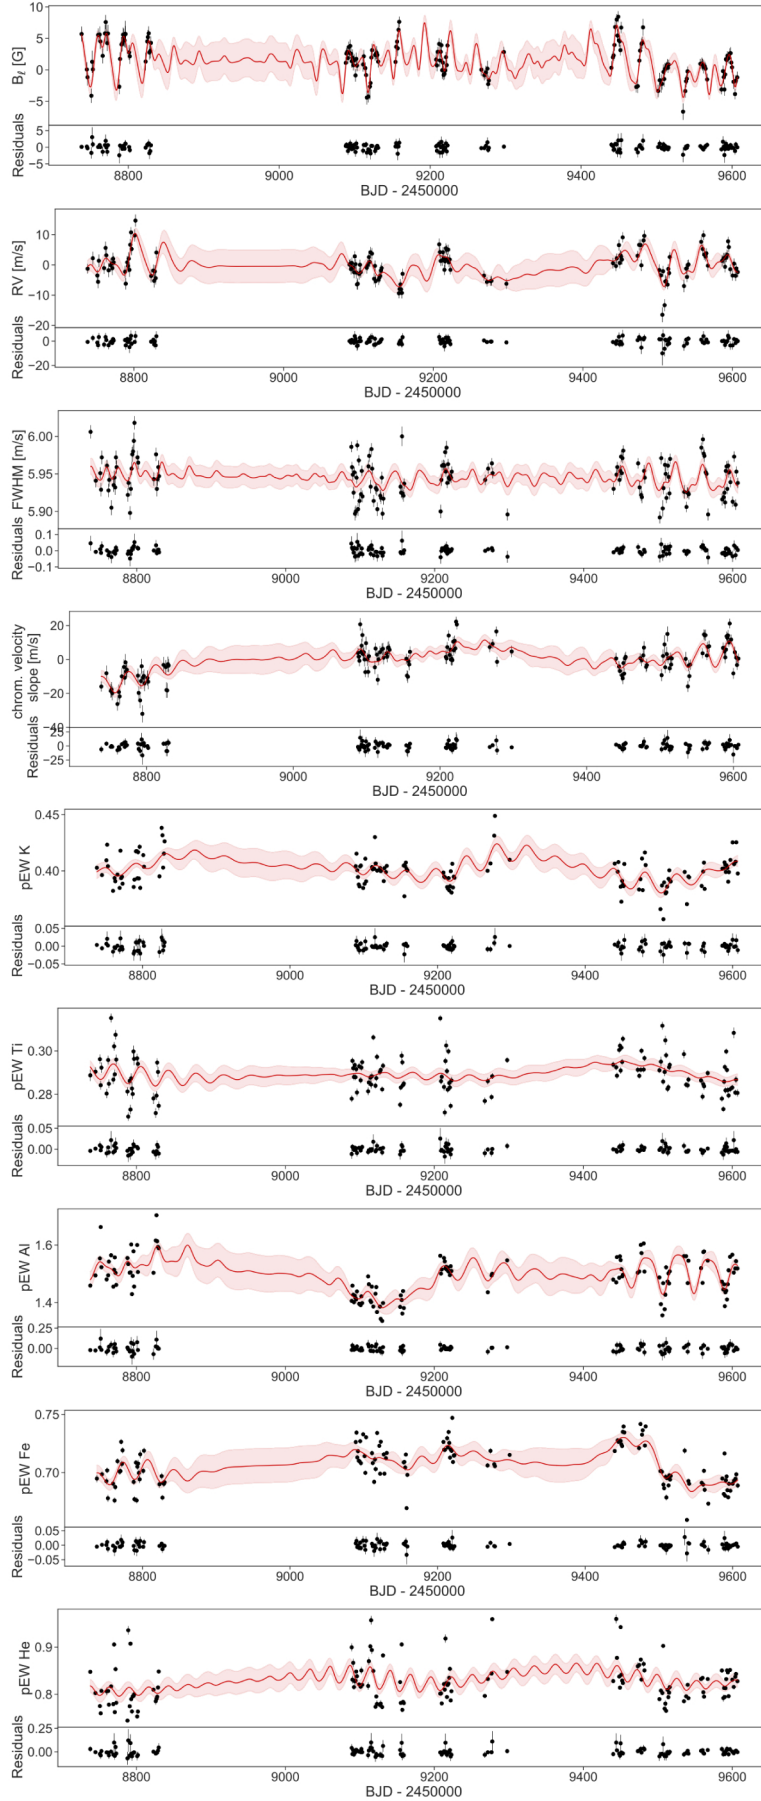 10
5
0
−5
Bℓ [G]
5
0
−5
Residuals
8800 9000 9200 9400 9600
BJD - 2450000
10
0
−10
−20
RV [m/s]
0
−20
Residuals
8800 9000 9200 9400 9600
BJD - 2450000
6.00
5.95
5.90
FWHM [m/s]
0.1
0.0
−0.1
Residuals
8800 9000 9200 9400 9600
BJD - 2450000
20
0
−20
−40
chrom. velocity
slope [m/s]
25
0
−25
Residuals
8800 9000 9200 9400 9600
BJD - 2450000
0.45
0.40
pEW K
0.05
0.00
−0.05
Residuals
8800 9000 9200 9400 9600
BJD - 2450000
0.30
0.28
pEW Ti
0.05
0.00
Residuals
8800 9000 9200 9400 9600
BJD - 2450000
1.6
1.4
pEW Al
0.25
0.00
Residuals
8800 9000 9200 9400 9600
BJD - 2450000
0.75
0.70
pEW Fe
0.05
0.00
−0.05
Residuals
8800 9000 9200 9400 9600
BJD - 2450000
0.9
0.8
pEW He
0.25
0.00
Residuals
8800 9000 9200 9400 9600
BJD - 2450000